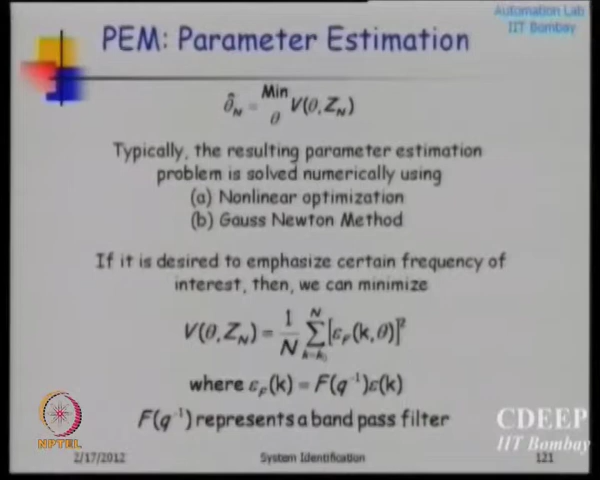 Automation Lab
IIT Bombay
PEM: Parameter Estimation
θ̂_N = Min_θ V(θ, Z_N)
Typically, the resulting parameter estimation
problem is solved numerically using
(a) Nonlinear optimization
(b) Gauss Newton Method
If it is desired to emphasize certain frequency of
interest, then, we can minimize
V(θ, Z_N) = 1/N ∑_{k=k₀}^{N} [ε_F(k,θ)]²
where ε_F(k) = F(q⁻¹)ε(k)
F(q⁻¹) represents a band pass filter
NPTEL
CDEEP
IIT Bombay
2/17/2012 System Identification 121